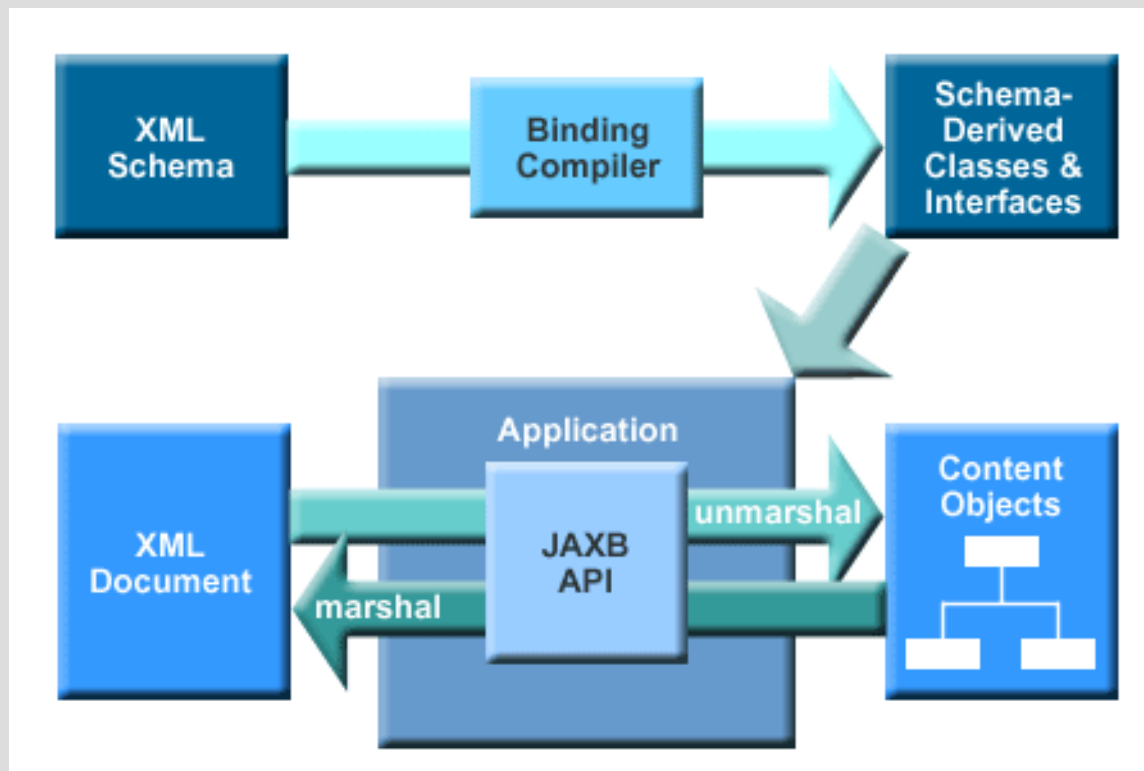 XML
Schema
Binding
Compiler
Schema-
Derived
Classes &
Interfaces
Application
XML
Document
JAXB
API
unmarshal
marshal
Content
Objects